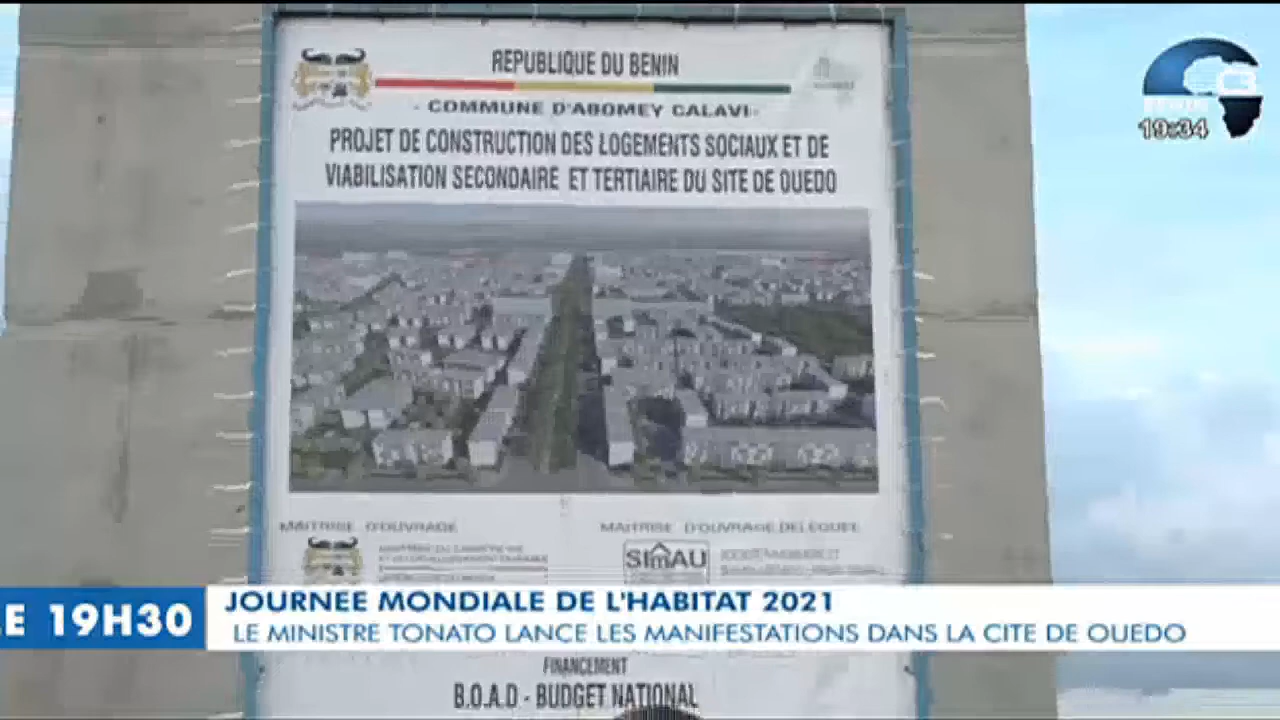 REPUBLIQUE DU BENIN
- COMMUNE D'ABOMEY CALAVI-
PROJET DE CONSTRUCTION DES LOGEMENTS SOCIAUX ET DE
VIABILISATION SECONDAIRE ET TERTIAIRE DU SITE DE OUEDO
19:34
MAITRISE D'OUVRAGE
MAITRISE D'OUVRAGE DELEGUEE
SImAU
LE 19H30
JOURNEE MONDIALE DE L'HABITAT 2021
LE MINISTRE TONATO LANCE LES MANIFESTATIONS DANS LA CITE DE OUEDO
FINANCEMENT
B.O.A.D - BUDGET NATIONAL